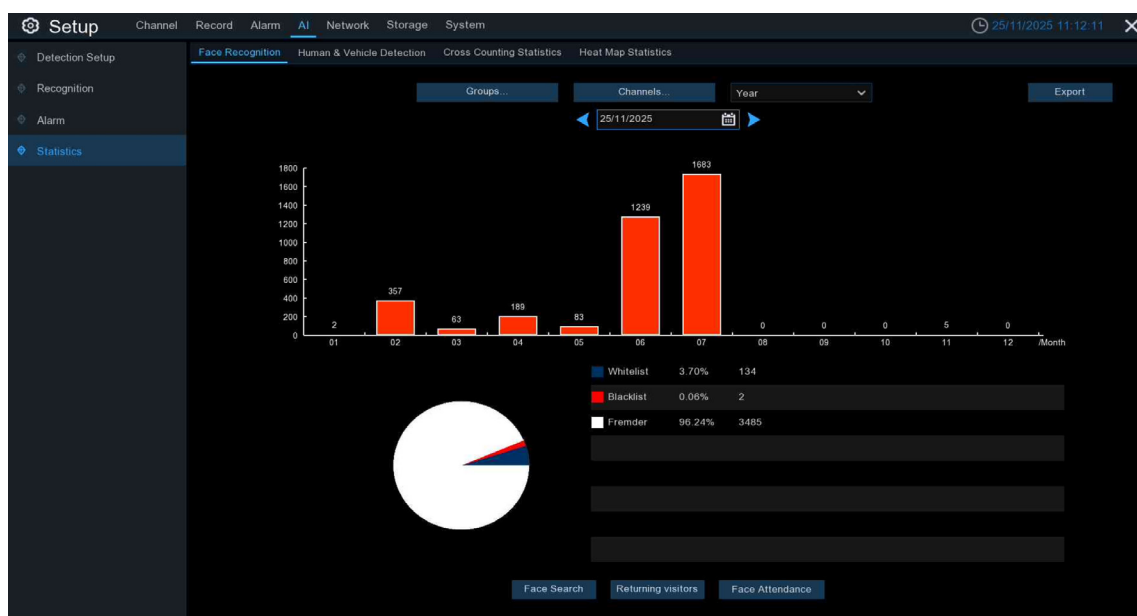 Setup Channel Record Alarm AI Network Storage System 25/11/2025 11:12:11
Detection Setup
Recognition
Alarm
Statistics
Face Recognition Human & Vehicle Detection Cross Counting Statistics Heat Map Statistics
Groups... Channels... Year Export
25/11/2025
1800
1600
1400
1200
1000
800
600
400
200
0
2 357 63 189 83 1239 1683 0 0 0 5 0
01 02 03 04 05 06 07 08 09 10 11 12 /Month
Whitelist 3.70% 134
Blacklist 0.06% 2
Fremder 96.24% 3485
Face Search Returning visitors Face Attendance